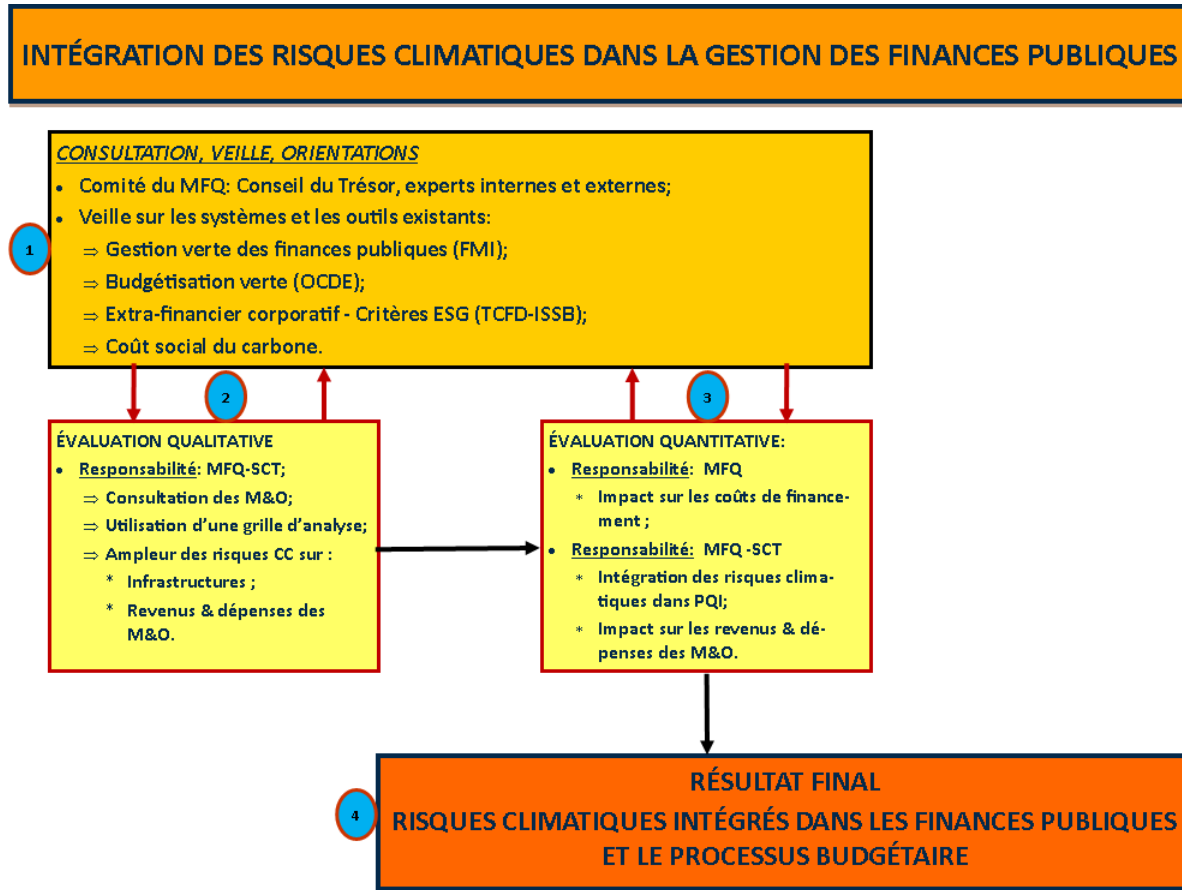 INTÉGRATION DES RISQUES CLIMATIQUES DANS LA GESTION DES FINANCES PUBLIQUES
CONSULTATION, VEILLE, ORIENTATIONS
• Comité du MFQ: Conseil du Trésor, experts internes et externes;
• Veille sur les systèmes et les outils existants:
⇒ Gestion verte des finances publiques (FMI);
⇒ Budgétisation verte (OCDE);
⇒ Extra-financier corporatif - Critères ESG (TCFD-ISSB);
⇒ Coût social du carbone.
1
2
3
ÉVALUATION QUALITATIVE
• Responsabilité: MFQ-SCT;
⇒ Consultation des M&O;
⇒ Utilisation d'une grille d'analyse;
⇒ Ampleur des risques CC sur :
* Infrastructures ;
* Revenus & dépenses des
M&O.
ÉVALUATION QUANTITATIVE:
• Responsabilité: MFQ
* Impact sur les coûts de finance-
ment ;
• Responsabilité: MFQ -SCT
* Intégration des risques clima-
tiques dans PQI;
* Impact sur les revenus & dé-
penses des M&O.
4
RÉSULTAT FINAL
RISQUES CLIMATIQUES INTÉGRÉS DANS LES FINANCES PUBLIQUES
ET LE PROCESSUS BUDGÉTAIRE